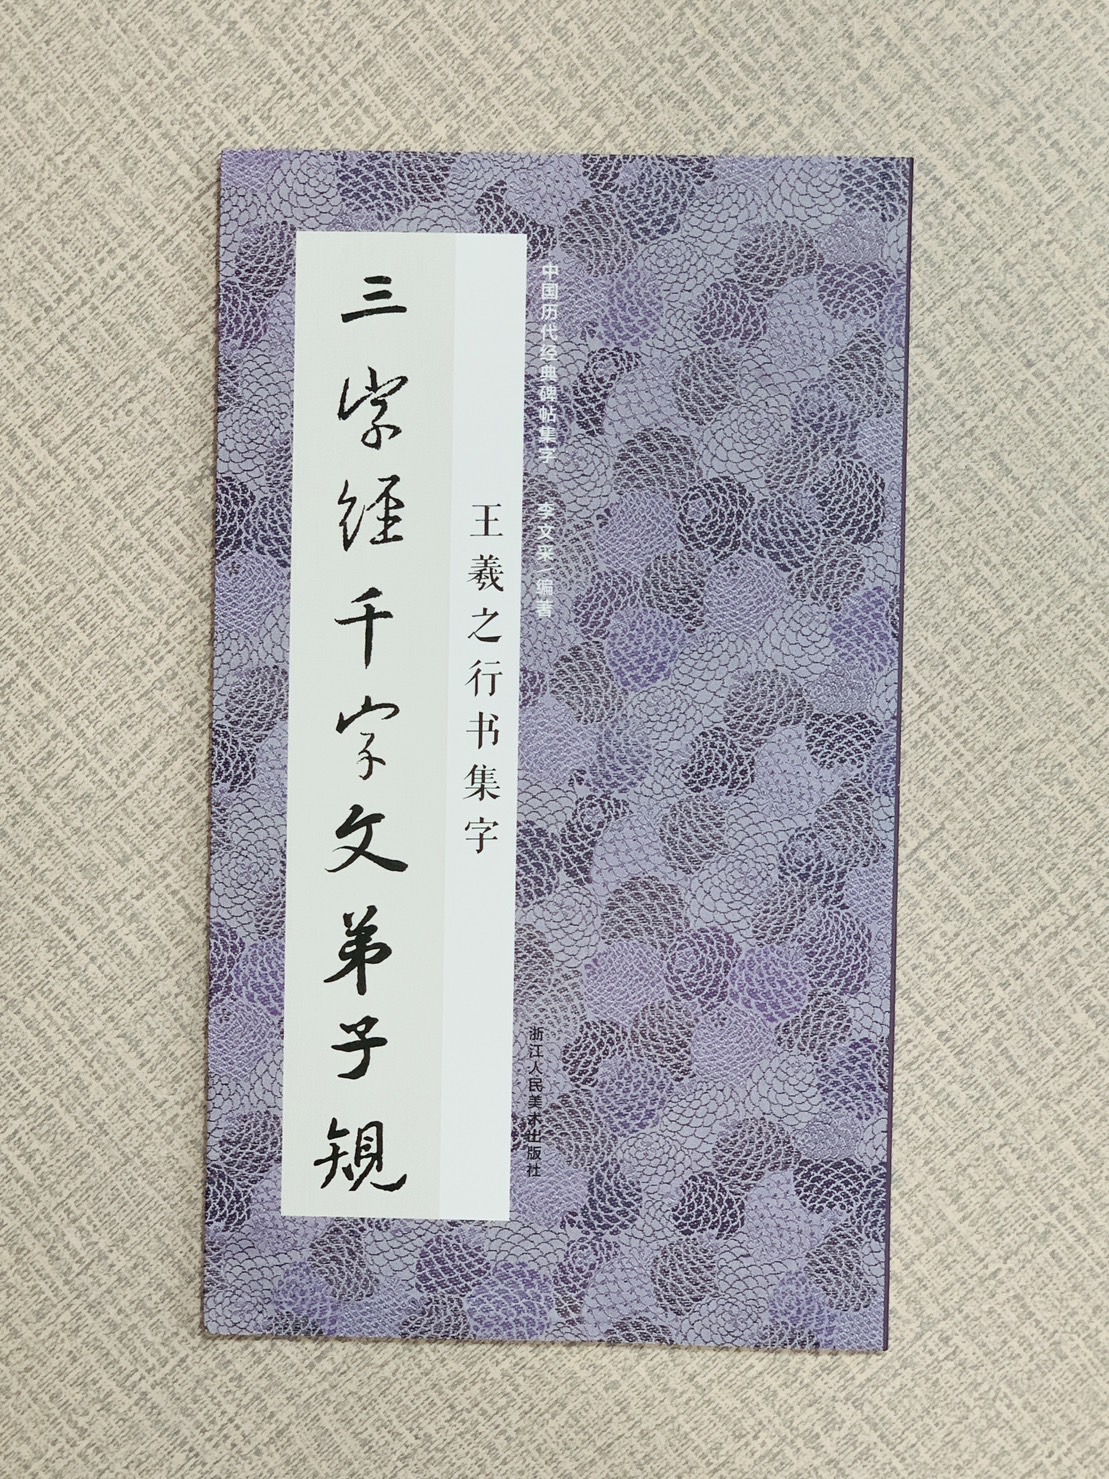 中国历代经典碑帖集字 李文采/编著
王羲之行书集字
三字经千字文弟子规
浙江人民美术出版社